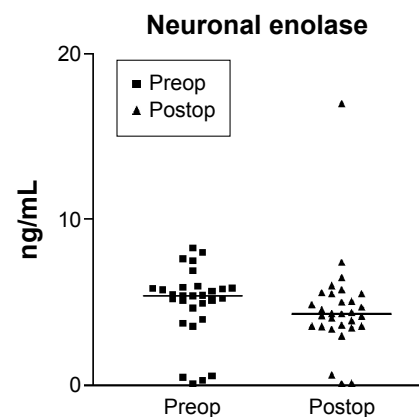 Neuronal enolase
20
Preop
Postop
ng/mL
10
0
Preop Postop